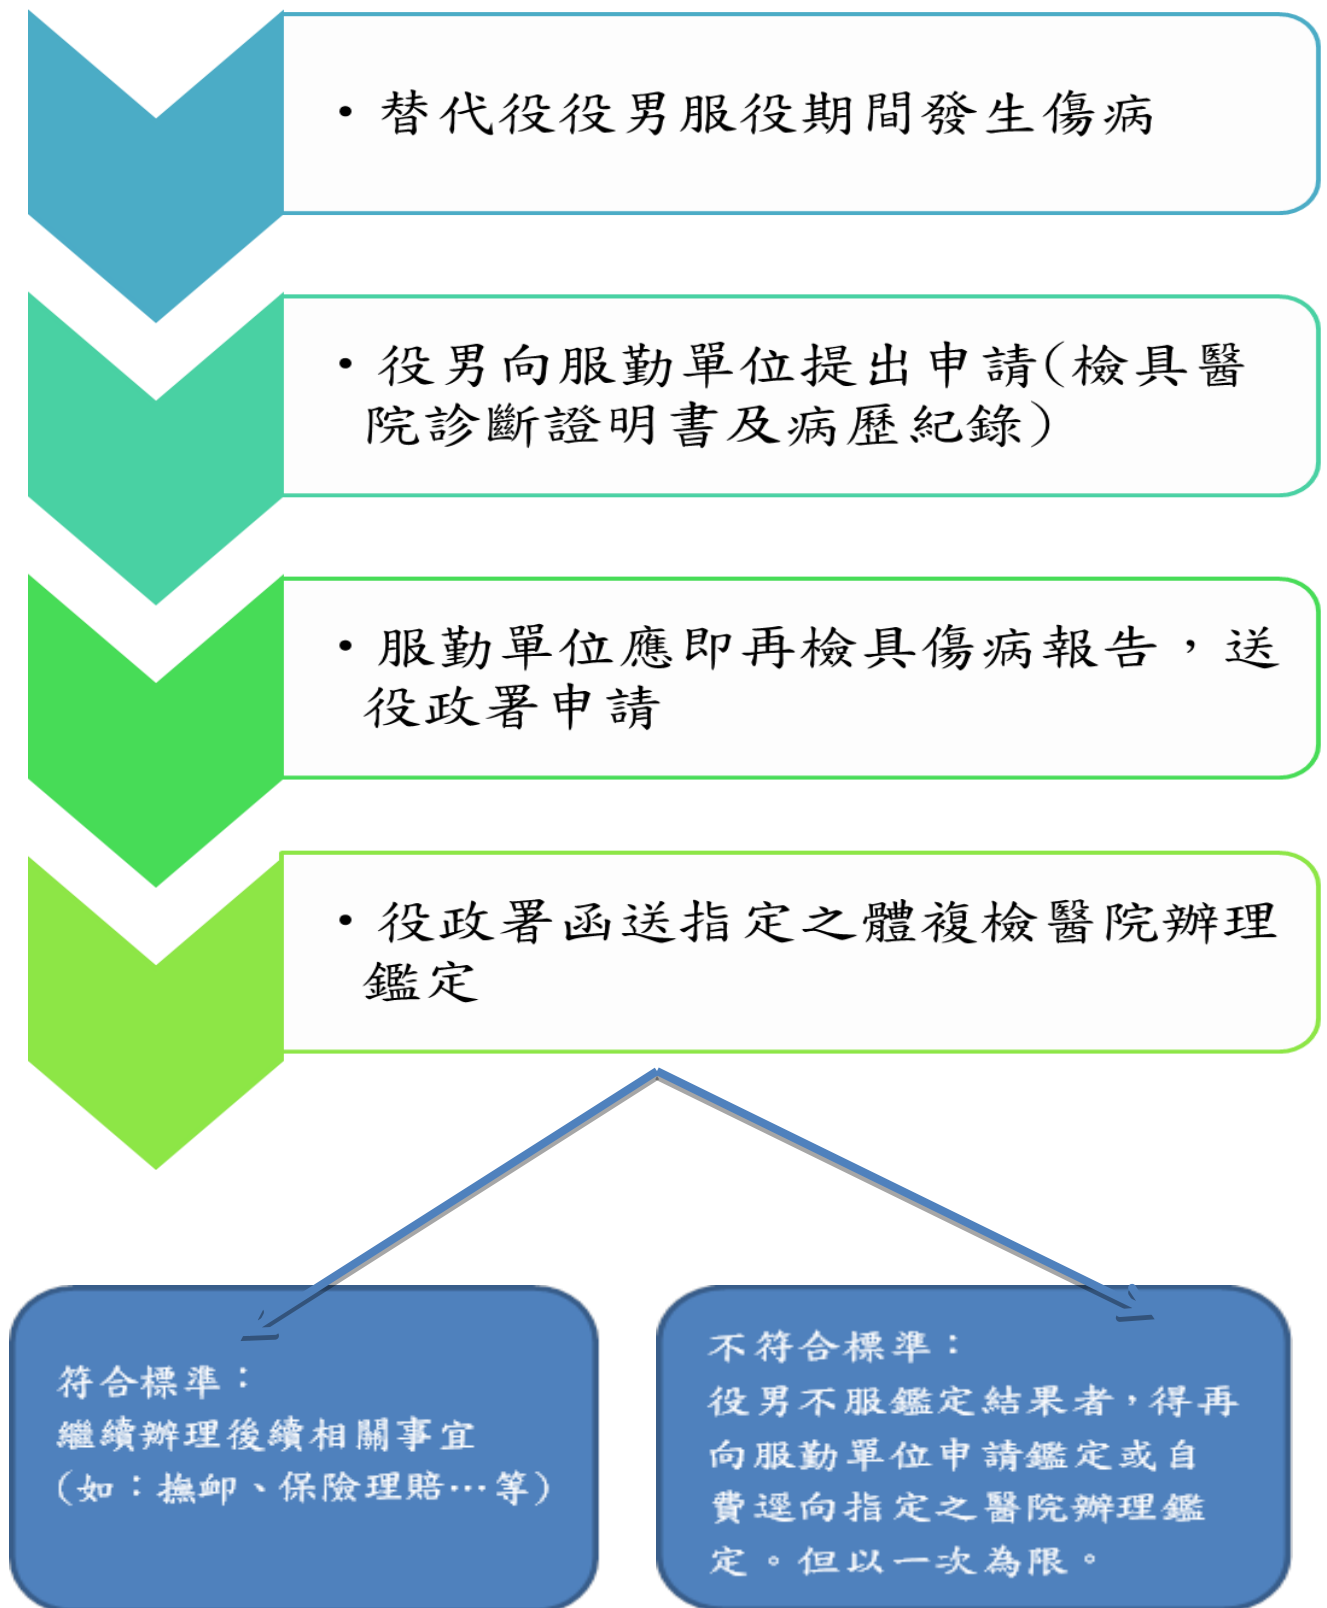 • 替代役役男服役期間發生傷病
• 役男向服勤單位提出申請(檢具醫
院診斷證明書及病歷紀錄)
• 服勤單位應即再檢具傷病報告，送
役政署申請
• 役政署函送指定之體複檢醫院辦理
鑑定
符合標準：
繼續辦理後續相關事宜
(如：撫卹、保險理賠…等)
不符合標準：
役男不服鑑定結果者，得再
向服勤單位申請鑑定或自
費逕向指定之醫院辦理鑑
定。但以一次為限。